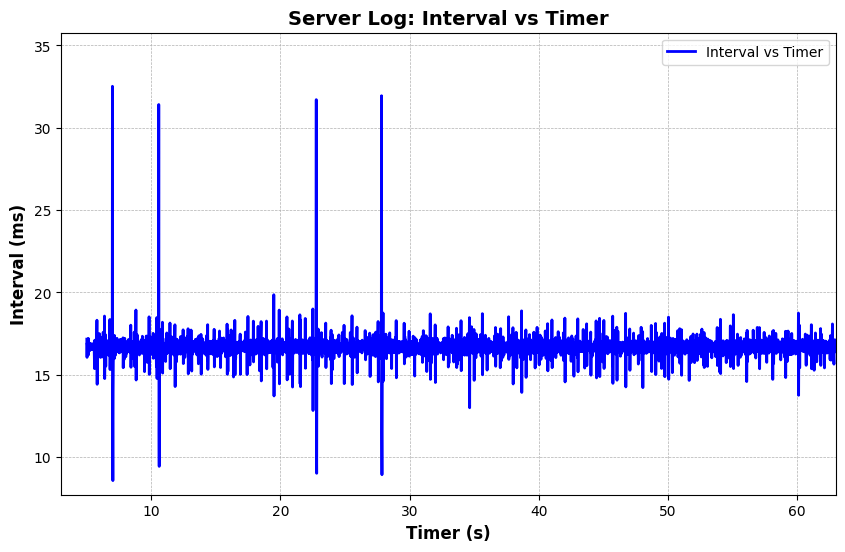 Server Log: Interval vs Timer
Interval vs Timer
35
30
25
20
15
10
Interval (ms)
10 20 30 40 50 60
Timer (s)